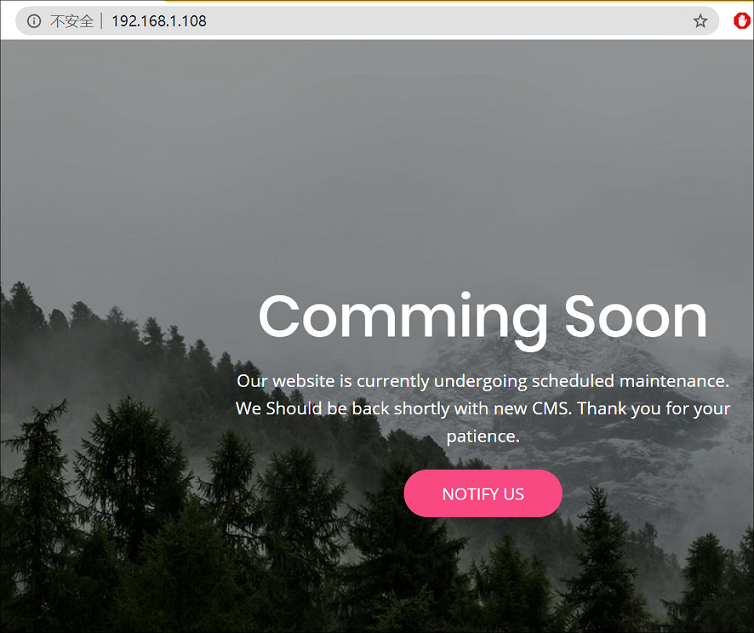 不安全 | 192.168.1.108
Comming Soon
Our website is currently undergoing scheduled maintenance.
We Should be back shortly with new CMS. Thank you for your
patience.
NOTIFY US